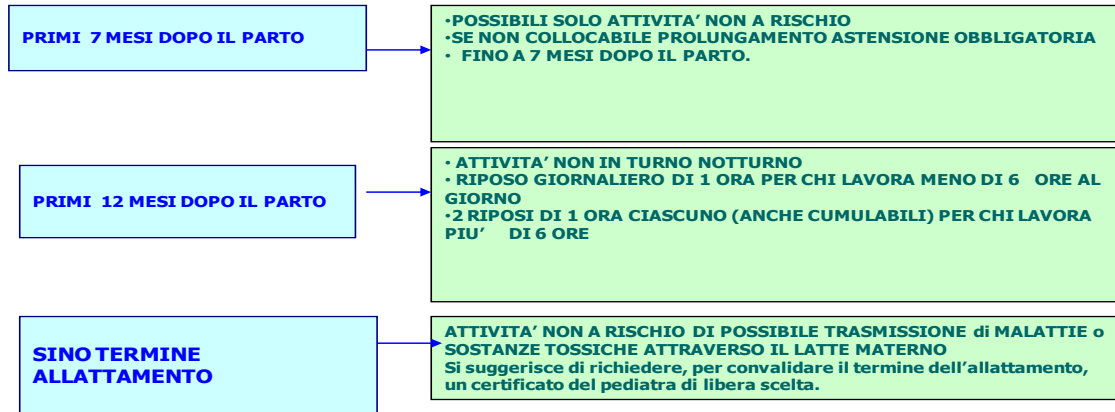 PRIMI 7 MESI DOPO IL PARTO
•POSSIBILI SOLO ATTIVITA’ NON A RISCHIO
•SE NON COLLOCABILE PROLUNGAMENTO ASTENSIONE OBBLIGATORIA
• FINO A 7 MESI DOPO IL PARTO.
PRIMI 12 MESI DOPO IL PARTO
• ATTIVITA’ NON IN TURNO NOTTURNO
• RIPOSO GIORNALIERO DI 1 ORA PER CHI LAVORA MENO DI 6 ORE AL
GIORNO
•2 RIPOSI DI 1 ORA CIASCUNO (ANCHE CUMULABILI) PER CHI LAVORA
PIU’ DI 6 ORE
SINO TERMINE
ALLATTAMENTO
ATTIVITA’ NON A RISCHIO DI POSSIBILE TRASMISSIONE di MALATTIE o
SOSTANZE TOSSICHE ATTRAVERSO IL LATTE MATERNO
Si suggerisce di richiedere, per convalidare il termine dell’allattamento,
un certificato del pediatra di libera scelta.